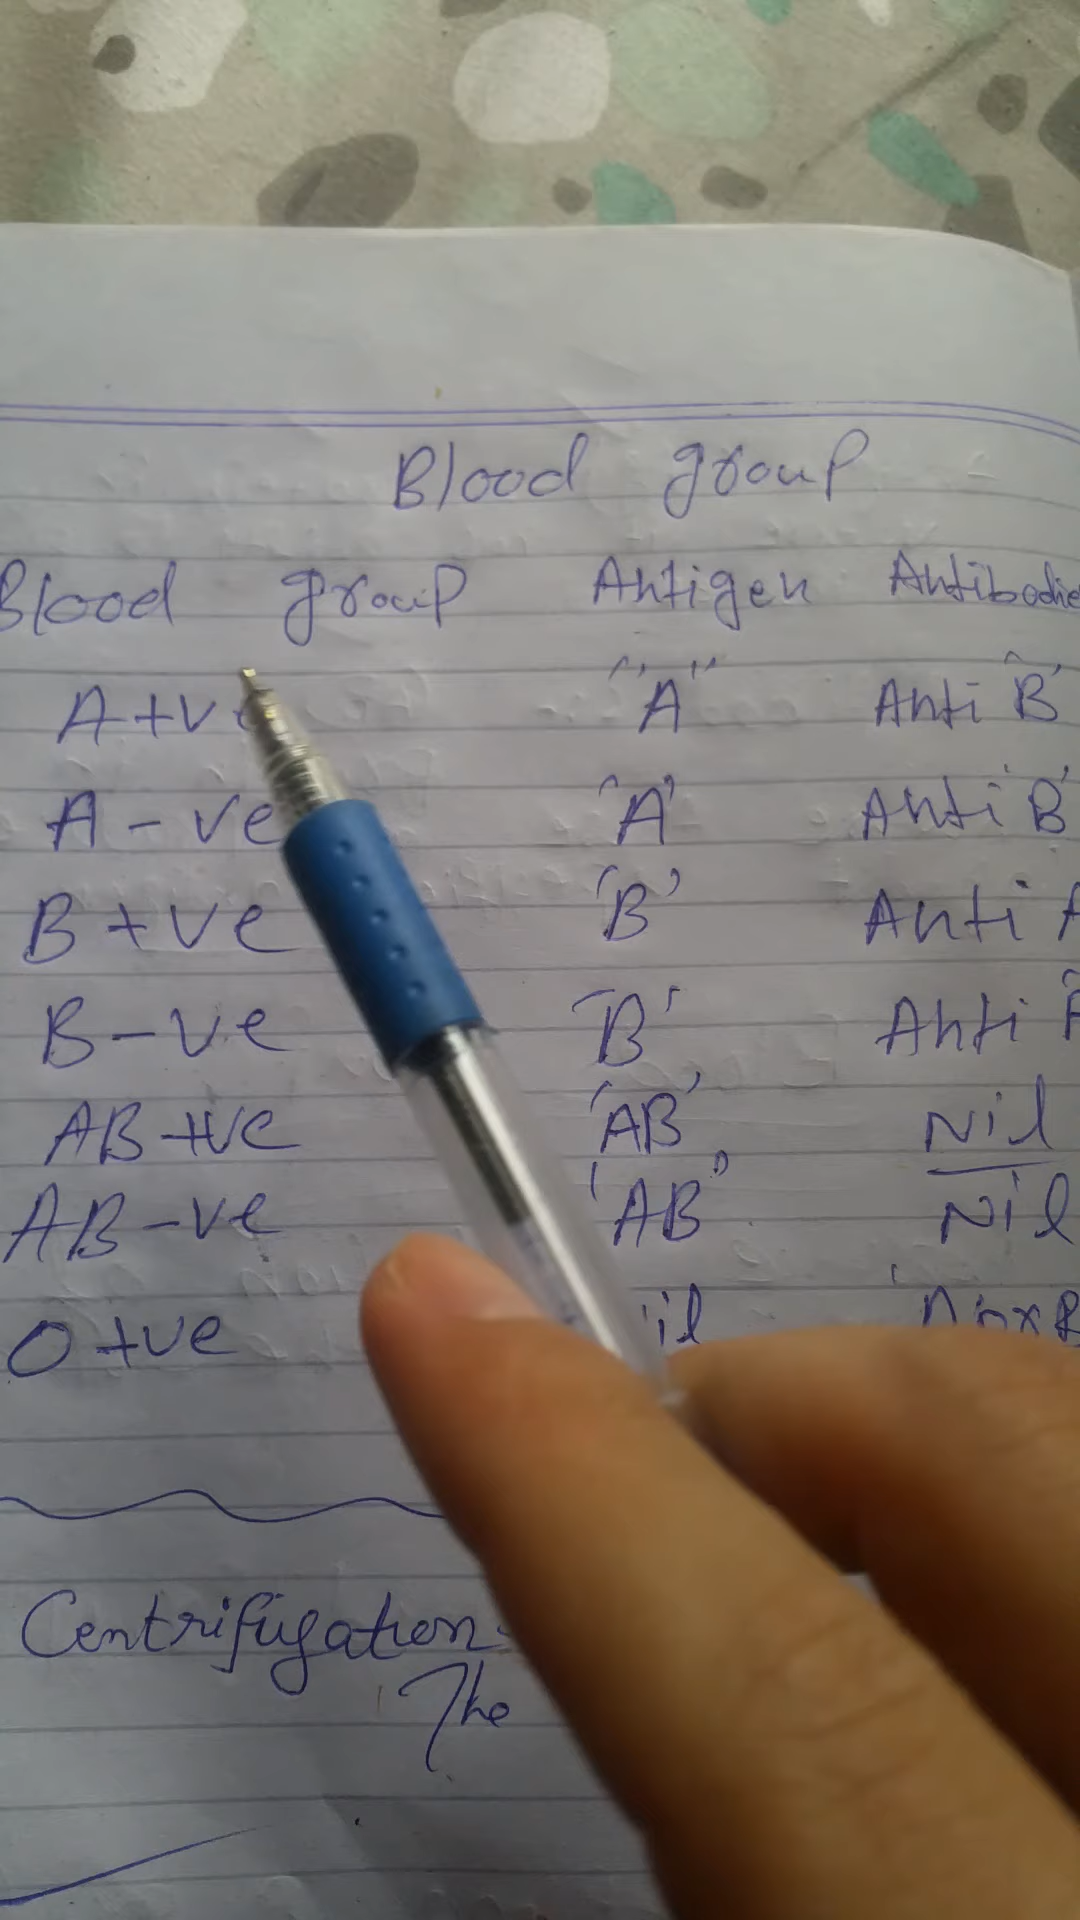 Blood group
Blood group Antigen Antibodie
A+ve "A" Anti 'B'
A-ve 'A' Anti 'B'
B+ve 'B' Anti
B-ve 'B' Anti
AB+ve 'AB' Nil
AB-ve 'AB" Nil
O+ve
Centrifugation
The